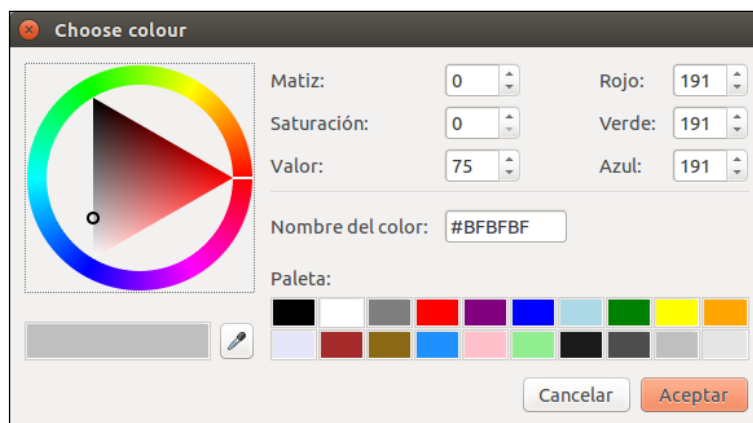 Choose colour
Matiz: 0 Rojo: 191
Saturación: 0 Verde: 191
Valor: 75 Azul: 191
Nombre del color: #BFBFBF
Paleta:
Cancelar Aceptar